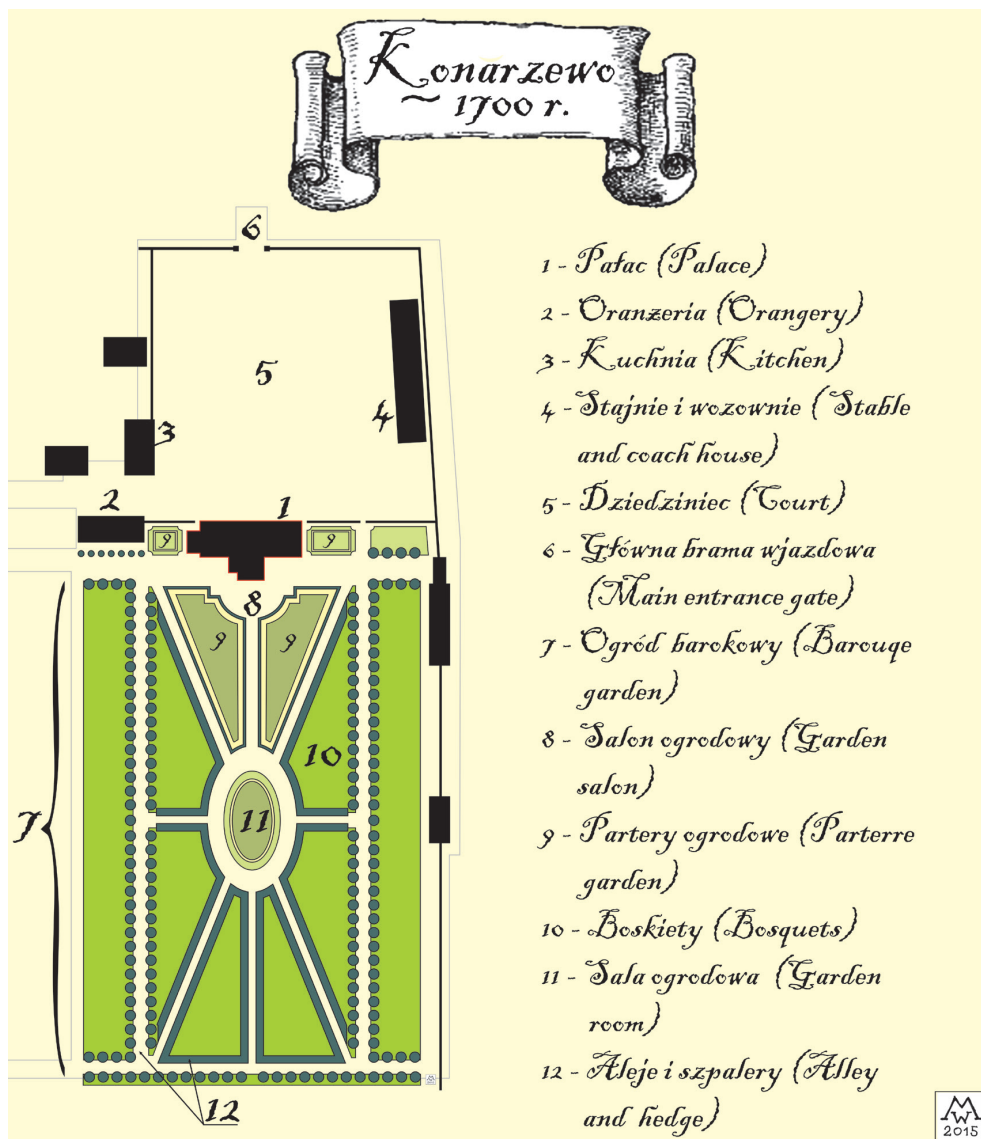 Konarzewo
~ 1700 r.
6
5
4
3
2
1
9
9
8
9
9
10
11
7
12
1 - Pałac (Palace)
2 - Oranżeria (Orangery)
3 - Kuchnia (Kitchen)
4 - Stajnie i wozownie (Stable
and coach house)
5 - Dziedziniec (Court)
6 - Główna brama wjazdowa
(Main entrance gate)
7 - Ogród barokowy (Barouqe
garden)
8 - Salon ogrodowy (Garden
salon)
9 - Partery ogrodowe (Parterre
garden)
10 - Boskiety (Bosquets)
11 - Sala ogrodowa (Garden
room)
12 - Aleje i szpalery (Alley
and hedge)
MW
2015